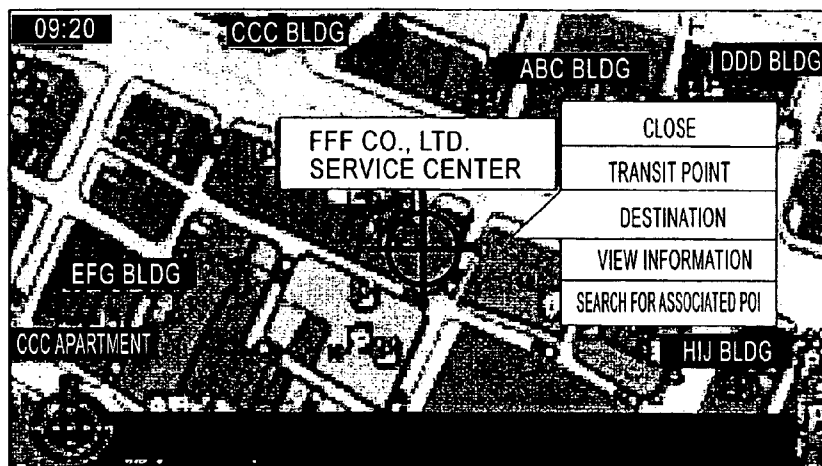 09:20
CCC BLDG
ABC BLDG
DDD BLDG
FFF CO., LTD.
SERVICE CENTER
CLOSE
TRANSIT POINT
DESTINATION
VIEW INFORMATION
SEARCH FOR ASSOCIATED POI
EFG BLDG
CCC APARTMENT
HIJ BLDG